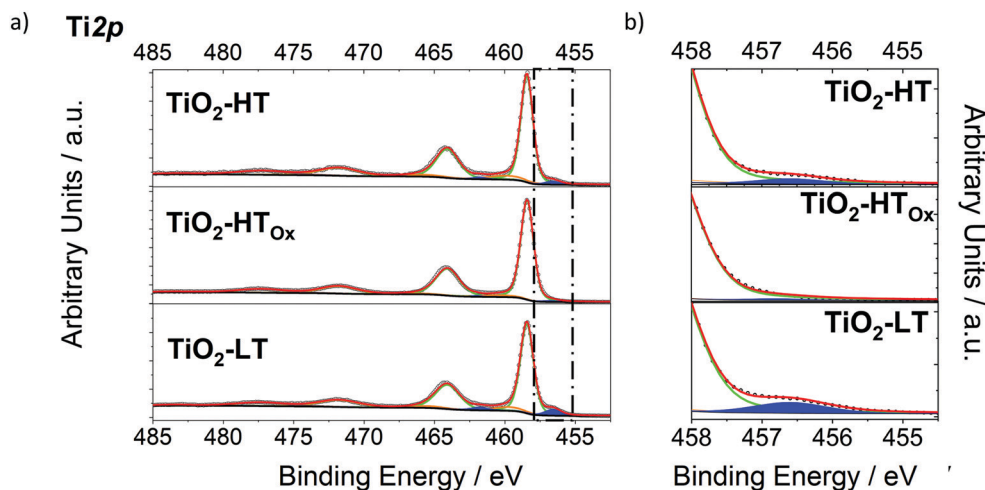 a)
Ti2p
485 480 475 470 465 460 455
TiO2-HT
TiO2-HTOx
TiO2-LT
Arbitrary Units / a.u.
485 480 475 470 465 460 455
Binding Energy / eV
b)
458 457 456 455
TiO2-HT
TiO2-HTOx
TiO2-LT
Arbitrary Units / a.u.
458 457 456 455
Binding Energy / eV